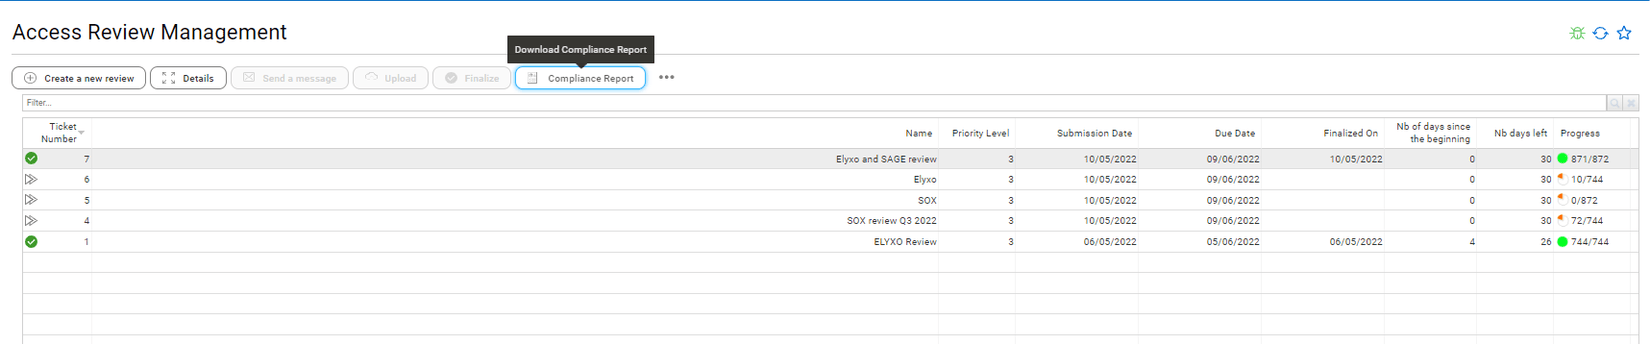 Access Review Management
Download Compliance Report
Create a new review Details Send a message Upload Finalize Compliance Report •••
Filter...
Ticket Number Name Priority Level Submission Date Due Date Finalized On Nb of days since the beginning Nb days left Progress
7 Elyxo and SAGE review 3 10/05/2022 09/06/2022 10/05/2022 0 30 871/872
6 Elyxo 3 10/05/2022 09/06/2022 0 30 10/744
5 SOX 3 10/05/2022 09/06/2022 0 30 0/872
4 SOX review Q3 2022 3 10/05/2022 09/06/2022 0 30 72/744
1 ELYXO Review 3 06/05/2022 05/06/2022 06/05/2022 4 26 744/744